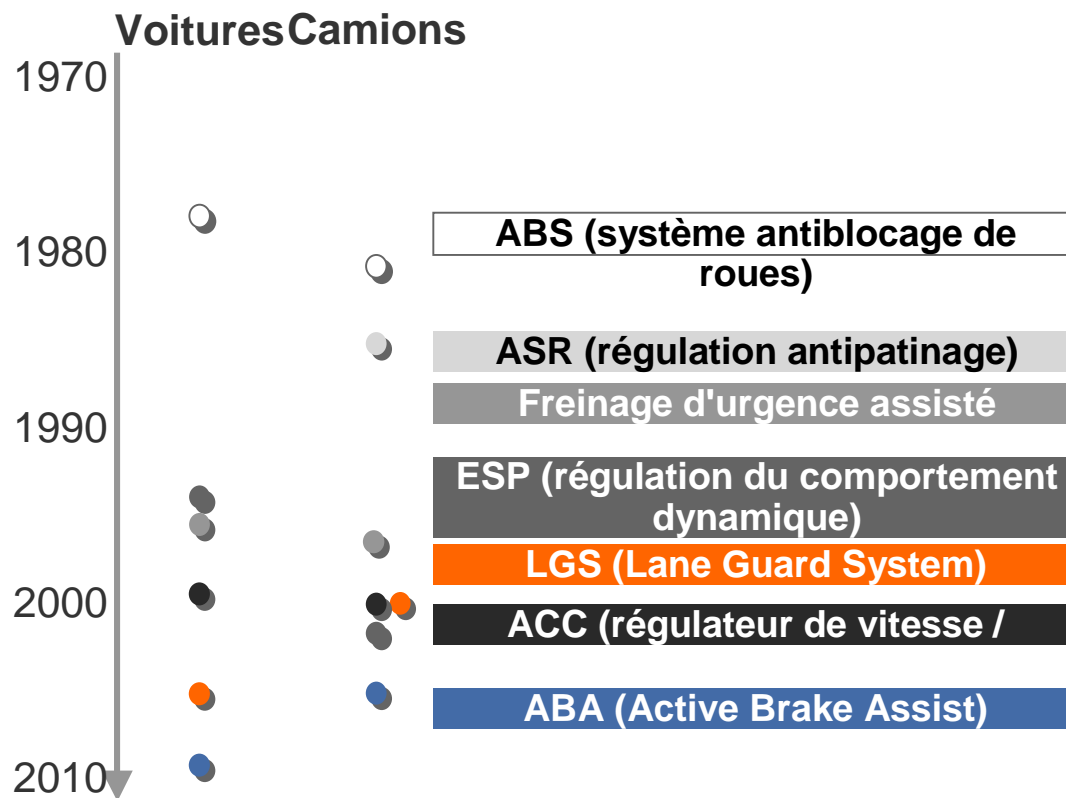 Voitures Camions
1970
1980
1990
2000
2010
ABS (système antiblocage de
roues)
ASR (régulation antipatinage)
Freinage d'urgence assisté
ESP (régulation du comportement
dynamique)
LGS (Lane Guard System)
ACC (régulateur de vitesse /
ABA (Active Brake Assist)